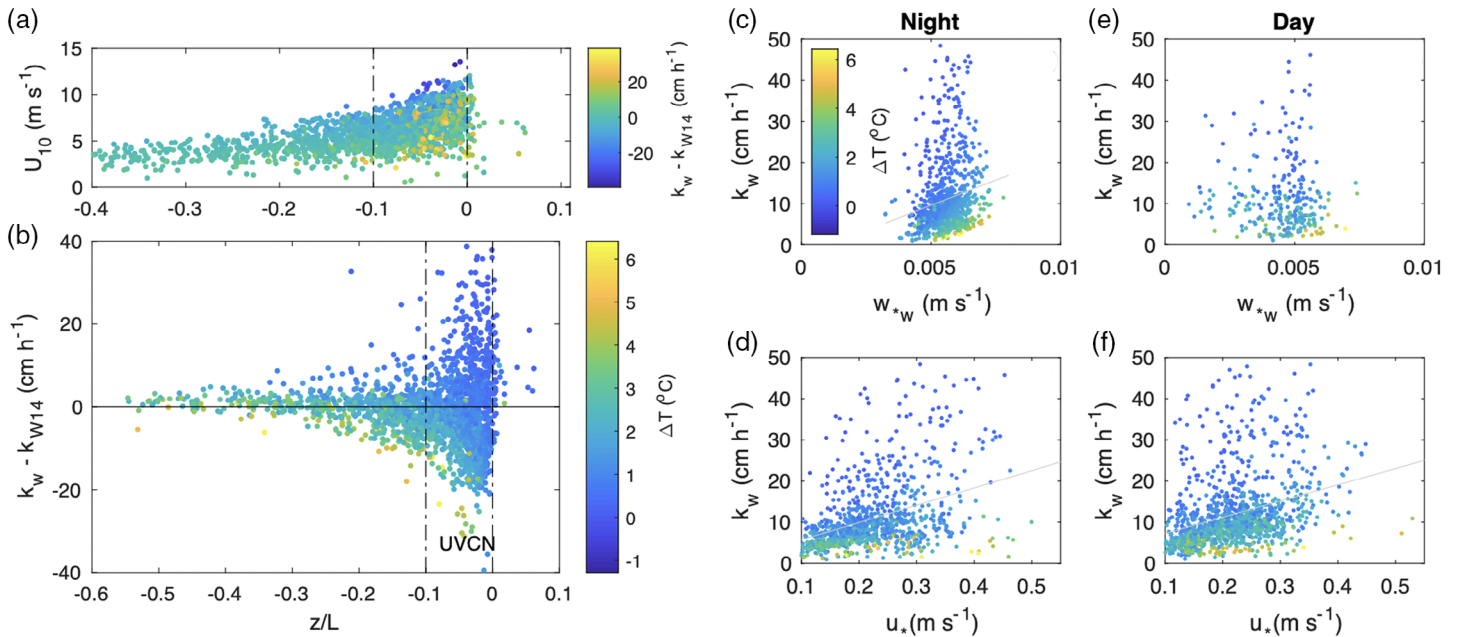 (a)
15
10
5
0
U10 (m s-1)
-0.4 -0.3 -0.2 -0.1 0 0.1
20
0
-20
kw - kW14 (cm h-1)
(b)
40
20
0
-20
-40
kw - kW14 (cm h-1)
UVCN
-0.6 -0.5 -0.4 -0.3 -0.2 -0.1 0 0.1
z/L
6
5
4
3
2
1
0
-1
ΔT (ºC)
(c)
Night
50
40
30
20
10
0
kw (cm h-1)
6
4
2
0
ΔT (ºC)
0 0.005 0.01
w*w (m s-1)
(d)
50
40
30
20
10
0
kw (cm h-1)
0.1 0.2 0.3 0.4 0.5
u*(m s-1)
(e)
Day
50
40
30
20
10
0
kw (cm h-1)
0 0.005 0.01
w*w (m s-1)
(f)
50
40
30
20
10
0
kw (cm h-1)
0.1 0.2 0.3 0.4 0.5
u*(m s-1)